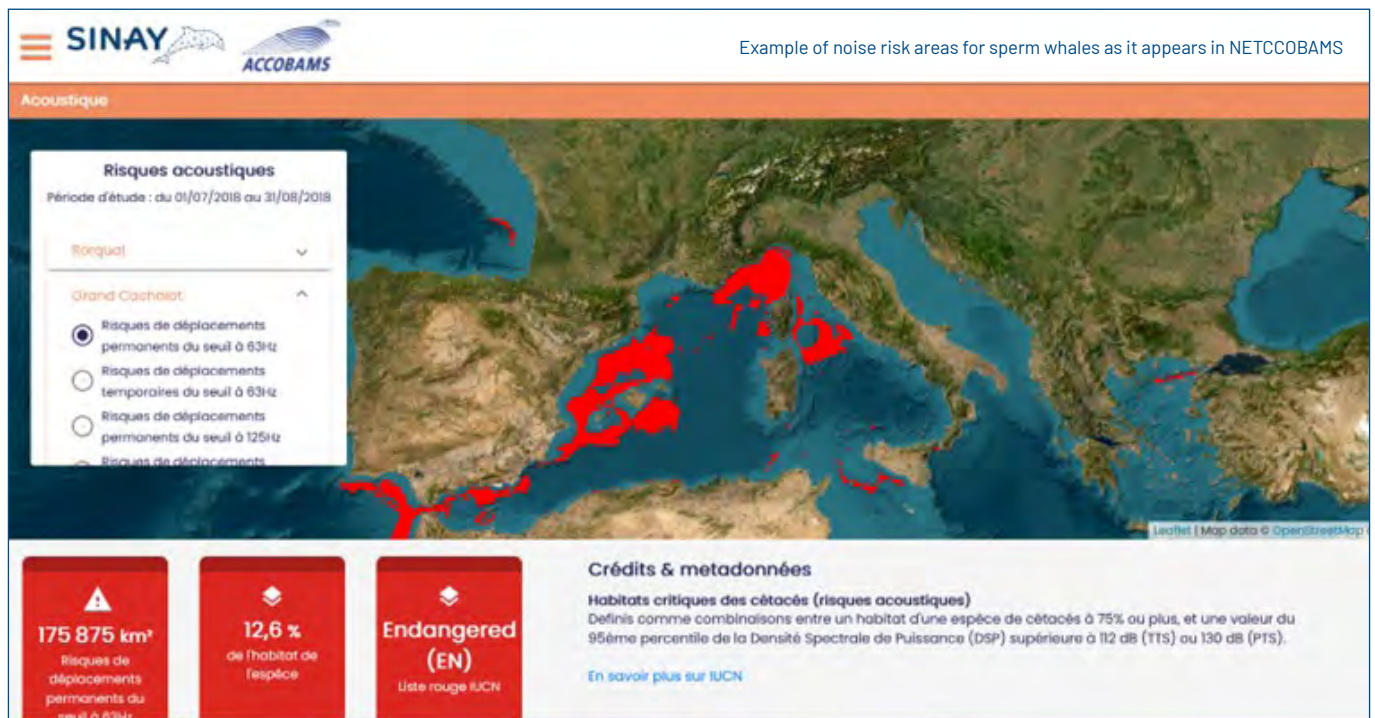 SINAY
ACCOBAMS
Example of noise risk areas for sperm whales as it appears in NETCCOBAMS
Acoustique
Risques acoustiques
Période d'étude : du 01/07/2018 au 31/08/2018
Rorqual
Grand Cachalot
Risques de déplacements
permanents du seuil à 63Hz
Risques de déplacements
temporaires du seuil à 63Hz
Risques de déplacements
permanents du seuil à 125Hz
Risques de déplacements
Leaflet | Map data © OpenStreetMap
175 875 km²
Risques de
déplacements
permanents du
seuil à 63Hz
12,6 %
de l'habitat de
l'espèce
Endangered
(EN)
Liste rouge IUCN
Crédits & metadonnées
Habitats critiques des cétacés (risques acoustiques)
Definis comme combinaisons entre un habitat d'une espèce de cétacés à 75% ou plus, et une valeur du
95ème percentile de la Densité Spectrale de Puissance (DSP) supérieure à 112 dB (TTS) ou 130 dB (PTS).
En savoir plus sur IUCN